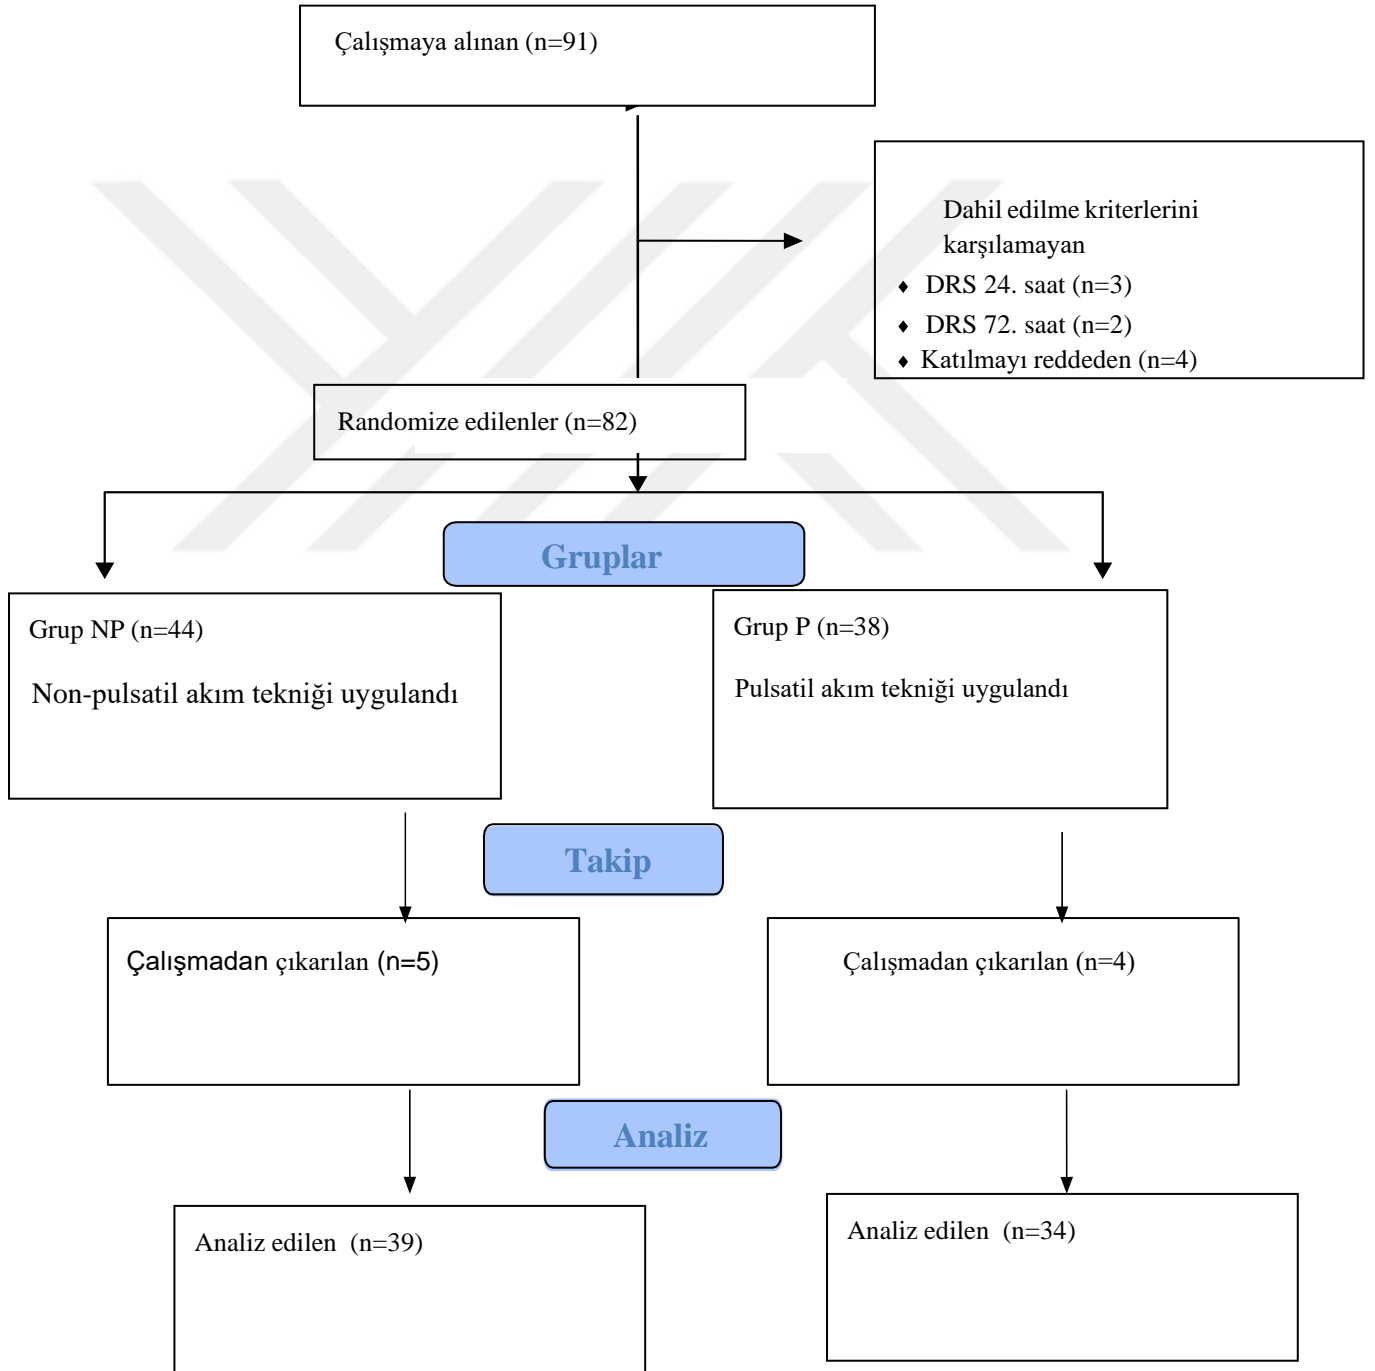 Çalışmaya alınan (n=91)
Dahil edilme kriterlerini
karşılamayan
♦ DRS 24. saat (n=3)
♦ DRS 72. saat (n=2)
♦ Katılmayı reddeden (n=4)
Randomize edilenler (n=82)
Gruplar
Grup NP (n=44)
Non-pulsatil akım tekniği uygulandı
Grup P (n=38)
Pulsatil akım tekniği uygulandı
Takip
Çalışmadan çıkarılan (n=5)
Çalışmadan çıkarılan (n=4)
Analiz
Analiz edilen (n=39)
Analiz edilen (n=34)